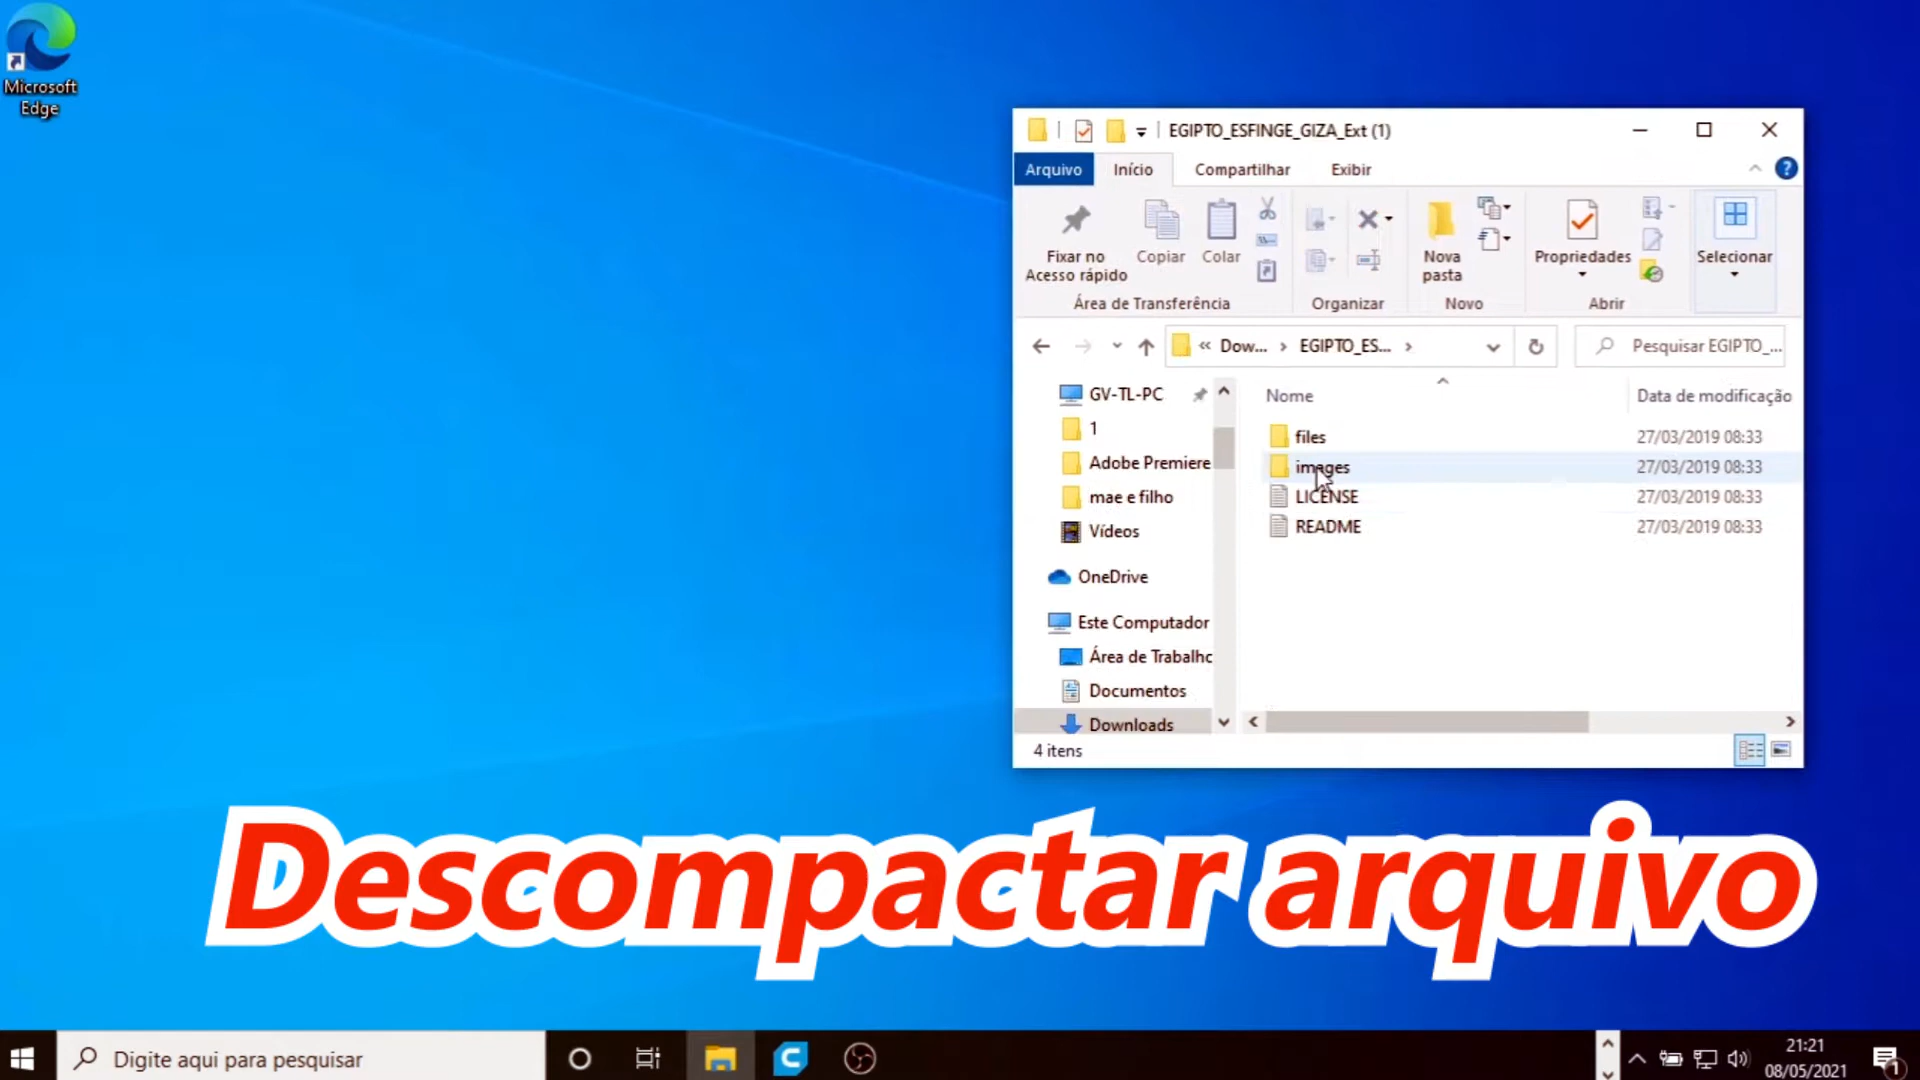 Microsoft
Edge
EGIPTO_ESFINGE_GIZA_Ext (1)
Arquivo
Início
Compartilhar
Exibir
Fixar no
Acesso rápido
Copiar
Colar
Nova
pasta
Propriedades
Selecionar
Área de Transferência
Organizar
Novo
Abrir
« Dow... › EGIPTO_ES... ›
Pesquisar EGIPTO_...
GV-TL-PC
1
Adobe Premiere
mae e filho
Vídeos
OneDrive
Este Computador
Área de Trabalho
Documentos
Downloads
Nome
Data de modificação
files
27/03/2019 08:33
images
27/03/2019 08:33
LICENSE
27/03/2019 08:33
README
27/03/2019 08:33
4 itens
Descompactar arquivo
Digite aqui para pesquisar
21:21
08/05/2021
1